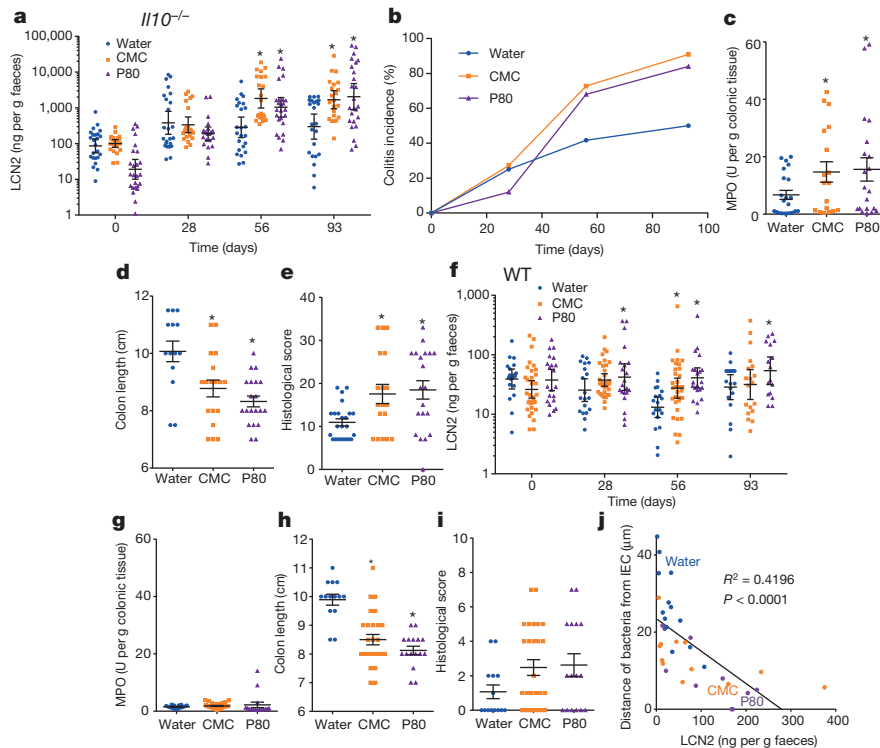 a
Il10–/–
Water
CMC
P80
LCN2 (ng per g faeces)
100,000
10,000
1,000
100
10
1
0 28 56 93
Time (days)
* * * *
b
Colitis incidence (%)
100
80
60
40
20
0
Water
CMC
P80
0 20 40 60 80 100
Time (days)
c
MPO (U per g colonic tissue)
60
40
20
0
* *
Water CMC P80
d
Colon length (cm)
12
10
8
6
* *
Water CMC P80
e
Histological score
40
30
20
10
0
* *
Water CMC P80
f
WT
Water
CMC
P80
LCN2 (ng per g faeces)
1,000
100
10
1
* * * *
0 28 56 93
Time (days)
g
MPO (U per g colonic tissue)
60
40
20
0
Water CMC P80
h
Colon length (cm)
12
11
10
9
8
7
6
* *
Water CMC P80
i
Histological score
8
6
4
2
0
Water CMC P80
j
Distance of bacteria from IEC (μm)
40
20
0
Water
R² = 0.4196
P < 0.0001
CMC
P80
0 100 200 300 400
LCN2 (ng per g faeces)